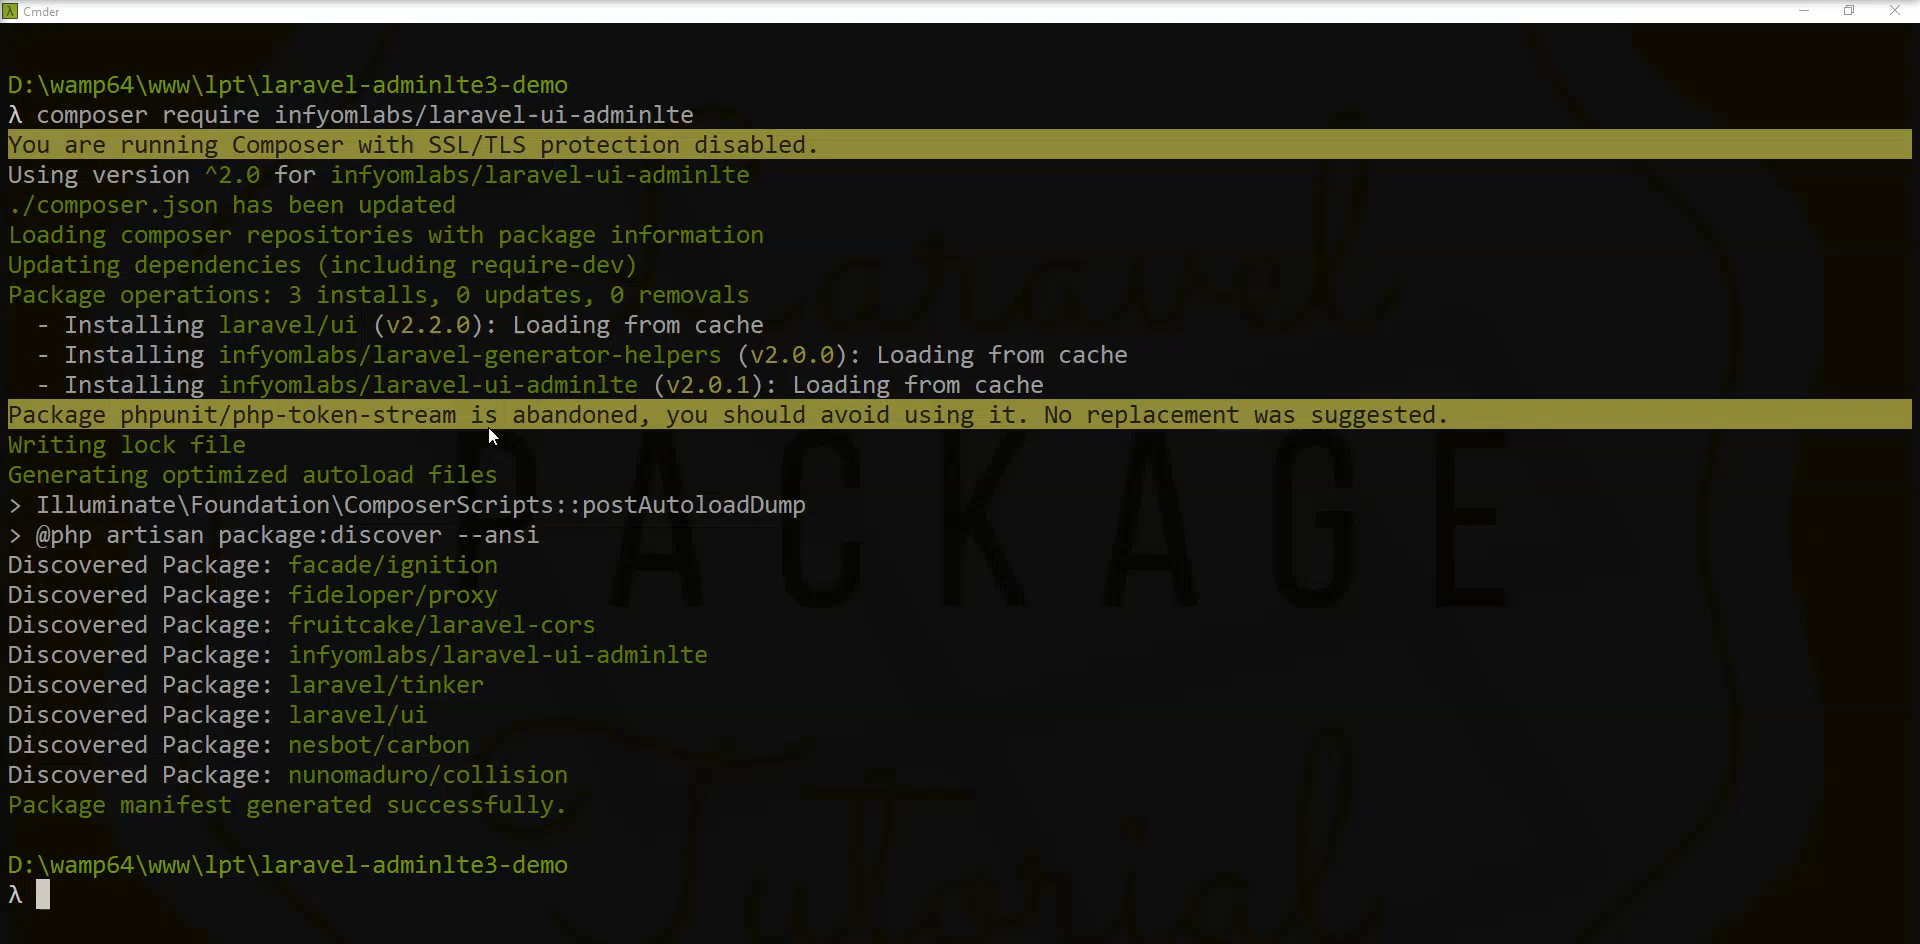 Cmder
D:\wamp64\www\lpt\laravel-adminlte3-demo
λ composer require infyomlabs/laravel-ui-adminlte
You are running Composer with SSL/TLS protection disabled.
Using version ^2.0 for infyomlabs/laravel-ui-adminlte
./composer.json has been updated
Loading composer repositories with package information
Updating dependencies (including require-dev)
Package operations: 3 installs, 0 updates, 0 removals
  - Installing laravel/ui (v2.2.0): Loading from cache
  - Installing infyomlabs/laravel-generator-helpers (v2.0.0): Loading from cache
  - Installing infyomlabs/laravel-ui-adminlte (v2.0.1): Loading from cache
Package phpunit/php-token-stream is abandoned, you should avoid using it. No replacement was suggested.
Writing lock file
Generating optimized autoload files
> Illuminate\Foundation\ComposerScripts::postAutoloadDump
> @php artisan package:discover --ansi
Discovered Package: facade/ignition
Discovered Package: fideloper/proxy
Discovered Package: fruitcake/laravel-cors
Discovered Package: infyomlabs/laravel-ui-adminlte
Discovered Package: laravel/tinker
Discovered Package: laravel/ui
Discovered Package: nesbot/carbon
Discovered Package: nunomaduro/collision
Package manifest generated successfully.
D:\wamp64\www\lpt\laravel-adminlte3-demo
λ
Laravel
PACKAGE
Tutorial